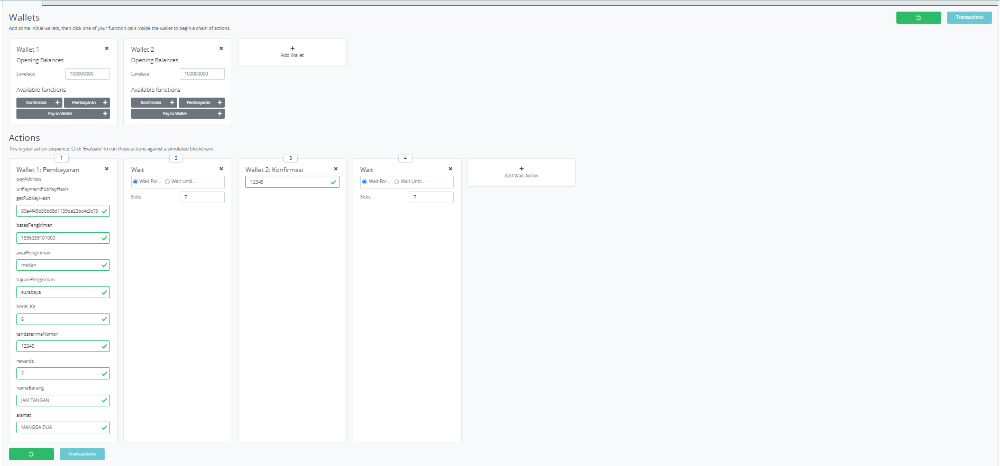 Wallets
Transactions
Add some initial wallets, then click one of your function calls inside the wallet to begin a chain of actions.
Wallet 1
Opening Balances
Lovelace 100000000
Available functions
Konfirmasi Pembayaran
Pay to Wallet
Wallet 2
Opening Balances
Lovelace 100000000
Available functions
Konfirmasi Pembayaran
Pay to Wallet
Add Wallet
Actions
This is your action sequence. Click 'Evaluate' to run these actions against a simulated blockchain.
1
Wallet 1: Pembayaran
payAddress
unPaymentPubKeyHash
getPubKeyHash
80a4f45b56b88d1139da23bc4c3c75
batasPengiriman
1596059101000
awalPengiriman
medan
tujuanPengiriman
surabaya
berat_Kg
6
tandaterimaNomor
12345
rewards
7
namaBarang
JAM TANGAN
alamat
MANGGA DUA
2
Wait
Wait For... Wait Until...
Slots 7
3
Wallet 2: Konfirmasi
12345
4
Wait
Wait For... Wait Until...
Slots 7
Add Wait Action
Transactions